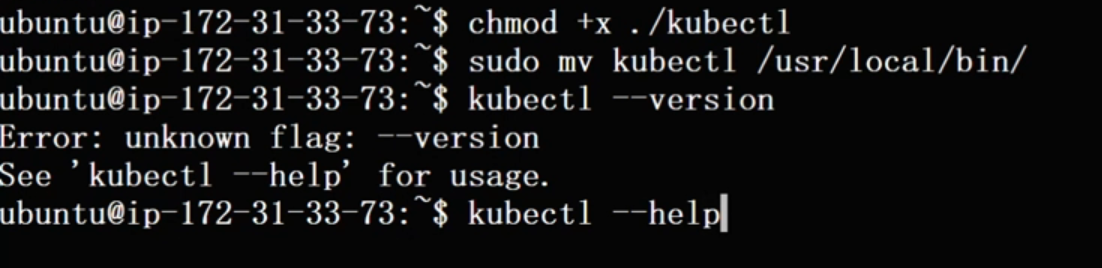 ubuntu@ip-172-31-33-73:~$ chmod +x ./kubectl
ubuntu@ip-172-31-33-73:~$ sudo mv kubectl /usr/local/bin/
ubuntu@ip-172-31-33-73:~$ kubectl --version
Error: unknown flag: --version
See 'kubectl --help' for usage.
ubuntu@ip-172-31-33-73:~$ kubectl --help